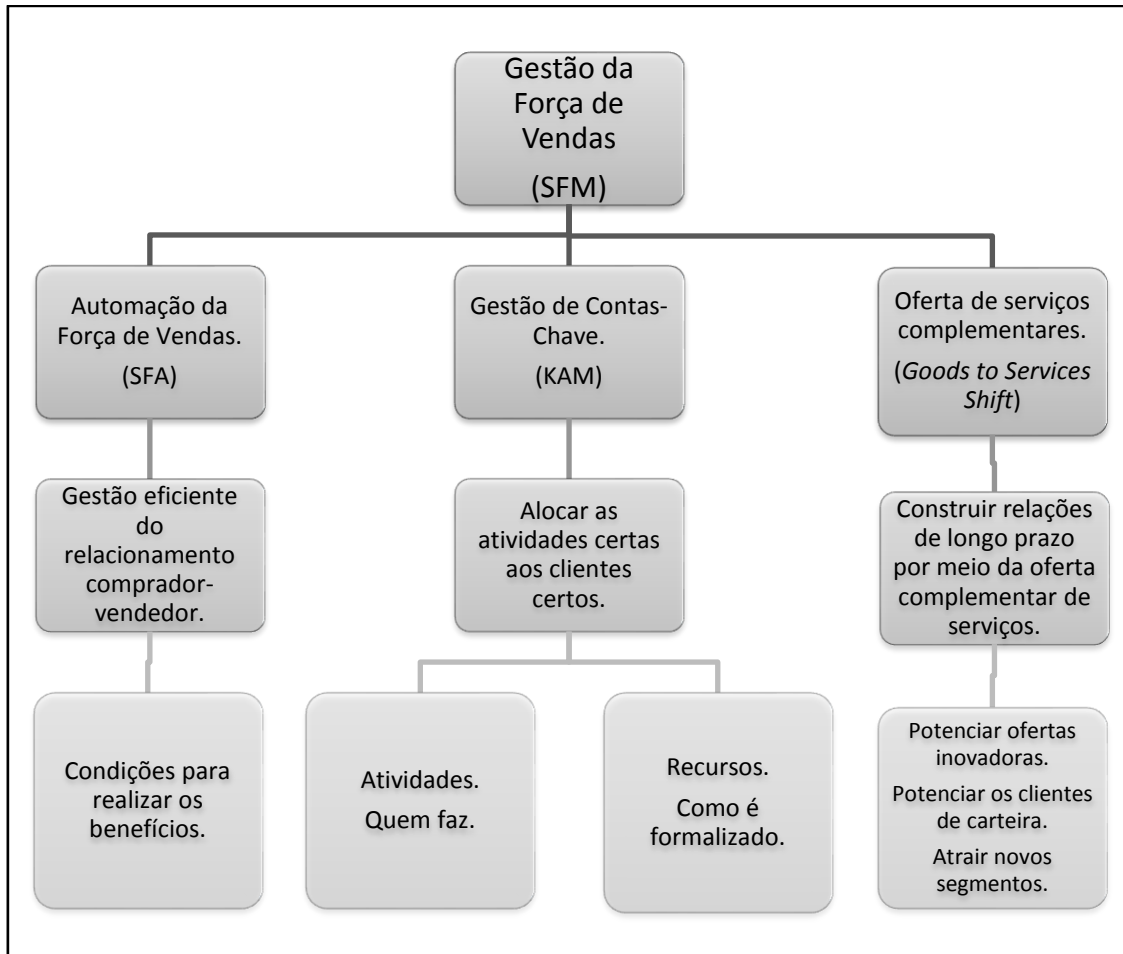 Gestão da
Força de
Vendas
(SFM)
Automação da
Força de Vendas.
(SFA)
Gestão de Contas-
Chave.
(KAM)
Oferta de serviços
complementares.
(Goods to Services
Shift)
Gestão eficiente
do
relacionamento
comprador-
vendedor.
Alocar as
atividades certas
aos clientes
certos.
Construir relações
de longo prazo
por meio da oferta
complementar de
serviços.
Condições para
realizar os
benefícios.
Atividades.
Quem faz.
Recursos.
Como é
formalizado.
Potenciar ofertas
inovadoras.
Potenciar os clientes
de carteira.
Atrair novos
segmentos.